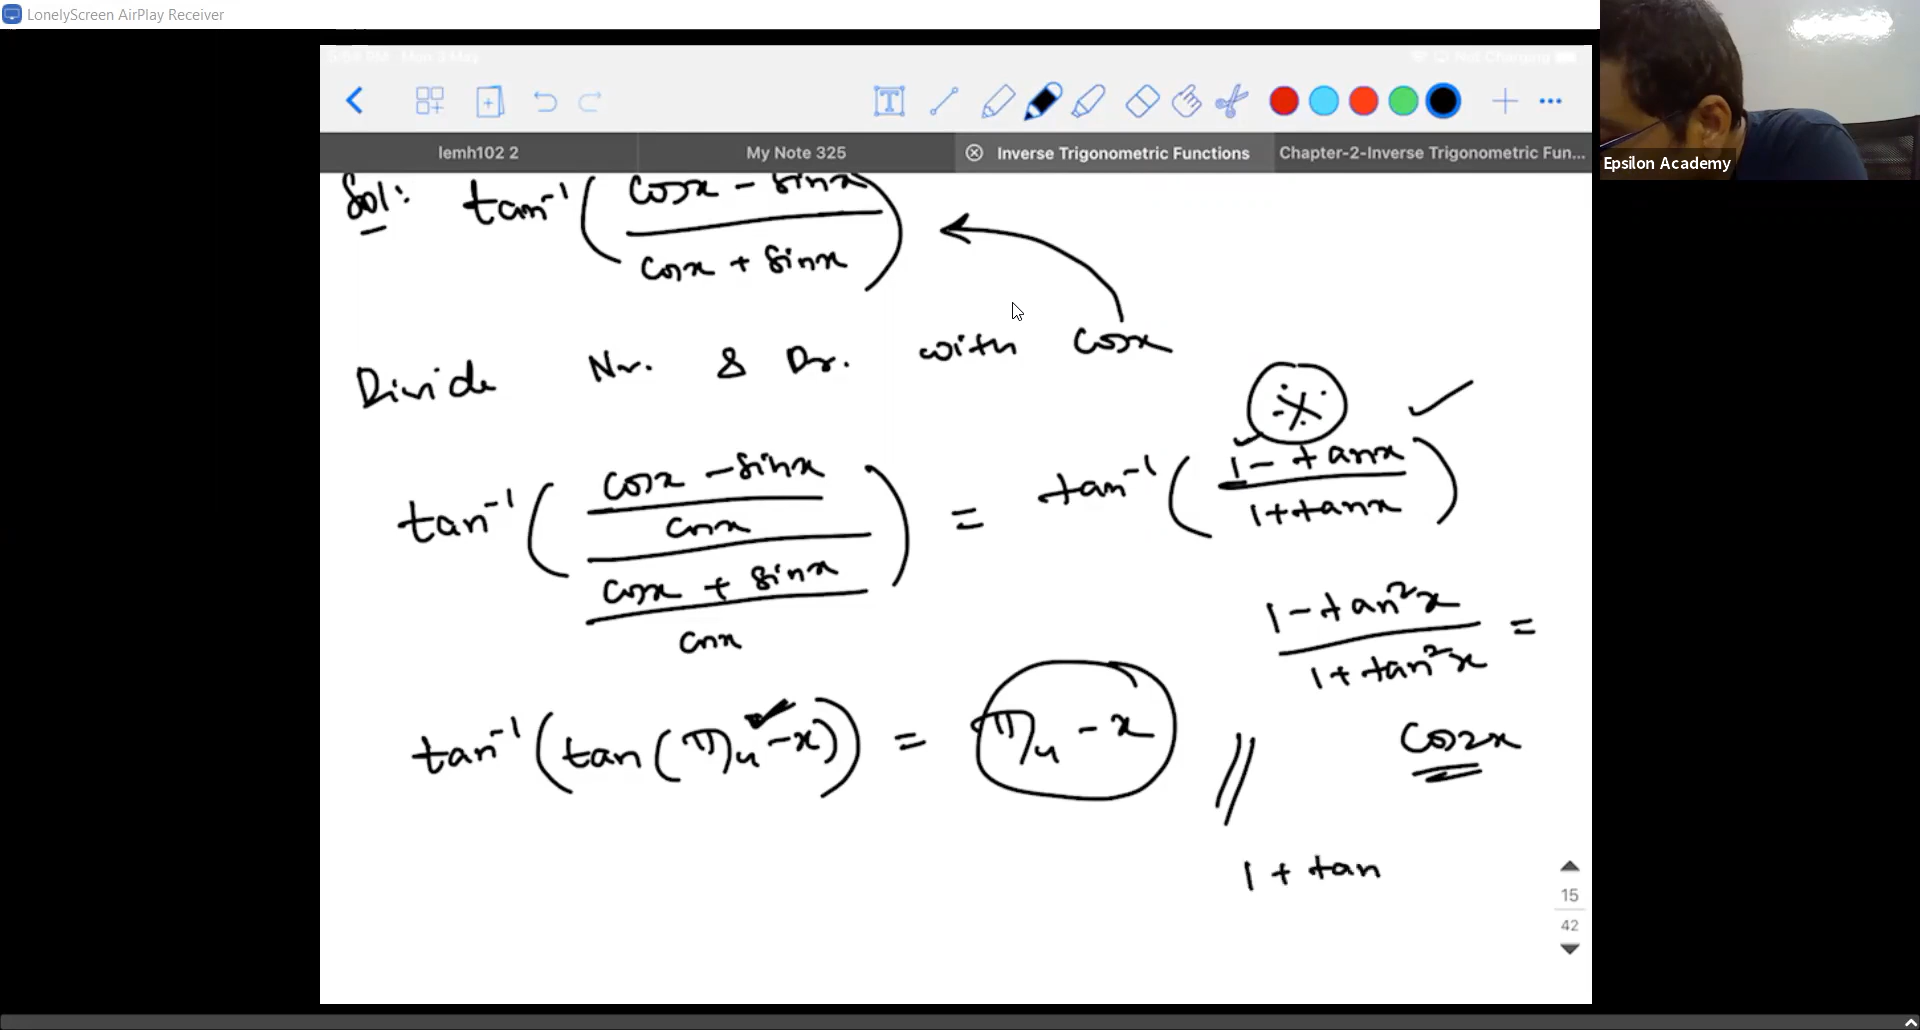 LonelyScreen AirPlay Receiver
lemh102 2
My Note 325
Inverse Trigonometric Functions
Chapter-2-Inverse Trigonometric Fun...
Epsilon Academy
Sol: tan⁻¹( (cosx - sinx) / (cosx + sinx) )
Divide Nr. & Dr. with cosx
tan⁻¹( ((cosx - sinx) / cosx) / ((cosx + sinx) / cosx) ) = tan⁻¹( (1 - tanx) / (1 + tanx) )
(1 - tan²x) / (1 + tan²x) =
cos2x
tan⁻¹(tan(π/4 - x)) = π/4 - x //
1 + tan
15
42